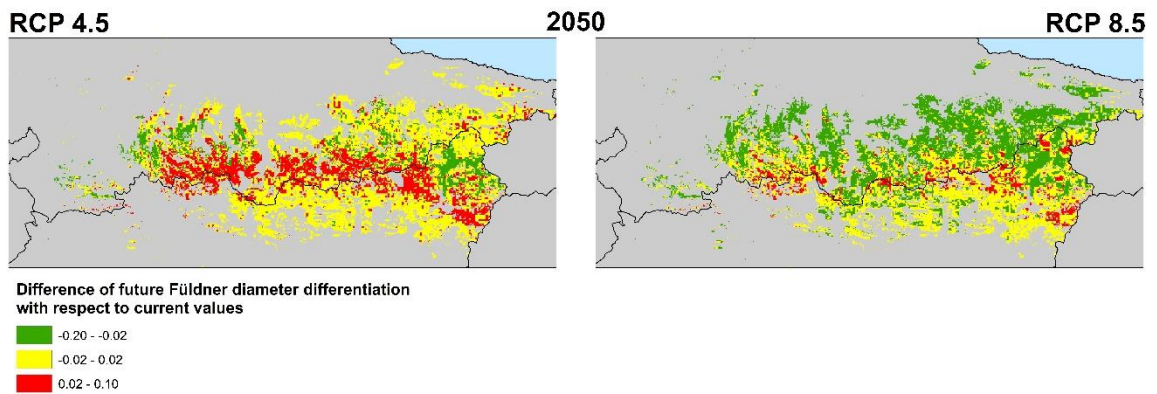 RCP 4.5
2050
RCP 8.5
Difference of future Füldner diameter differentiation
with respect to current values
-0.20 - -0.02
-0.02 - 0.02
0.02 - 0.10